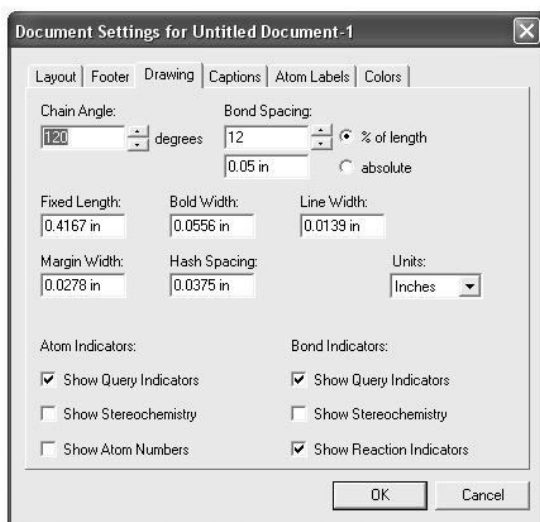 Document Settings for Untitled Document-1
Layout Footer Drawing Captions Atom Labels Colors
Chain Angle: Bond Spacing:
120 degrees 12 % of length
0.05 in absolute
Fixed Length: Bold Width: Line Width:
0.4167 in 0.0556 in 0.0139 in
Margin Width: Hash Spacing: Units:
0.0278 in 0.0375 in Inches
Atom Indicators: Bond Indicators:
Show Query Indicators Show Query Indicators
Show Stereochemistry Show Stereochemistry
Show Atom Numbers Show Reaction Indicators
OK Cancel